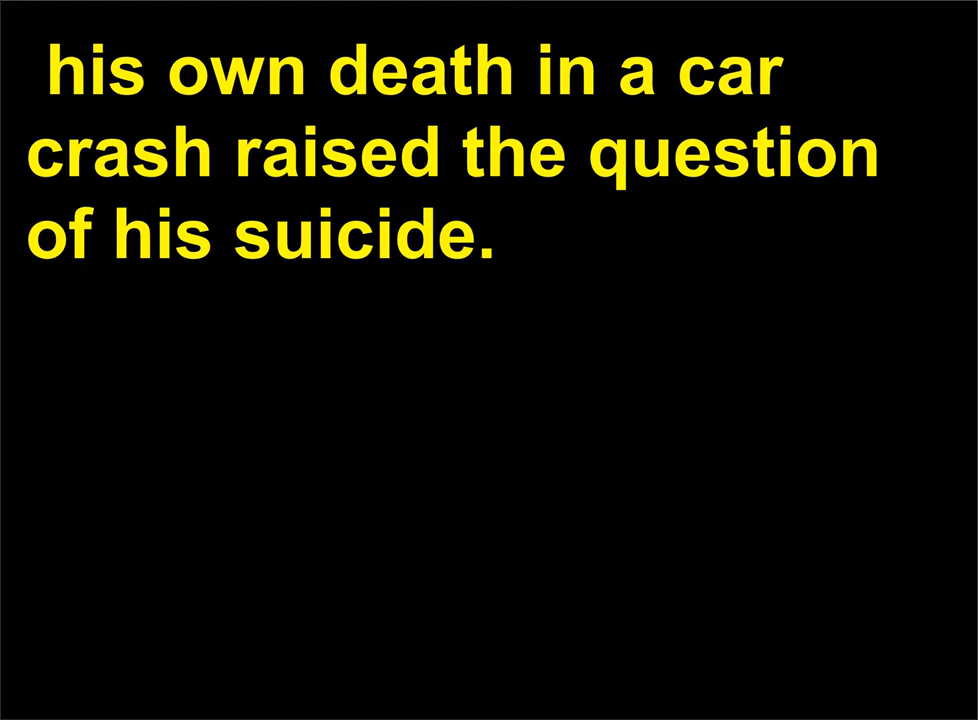 his own death in a car
crash raised the question
of his suicide.